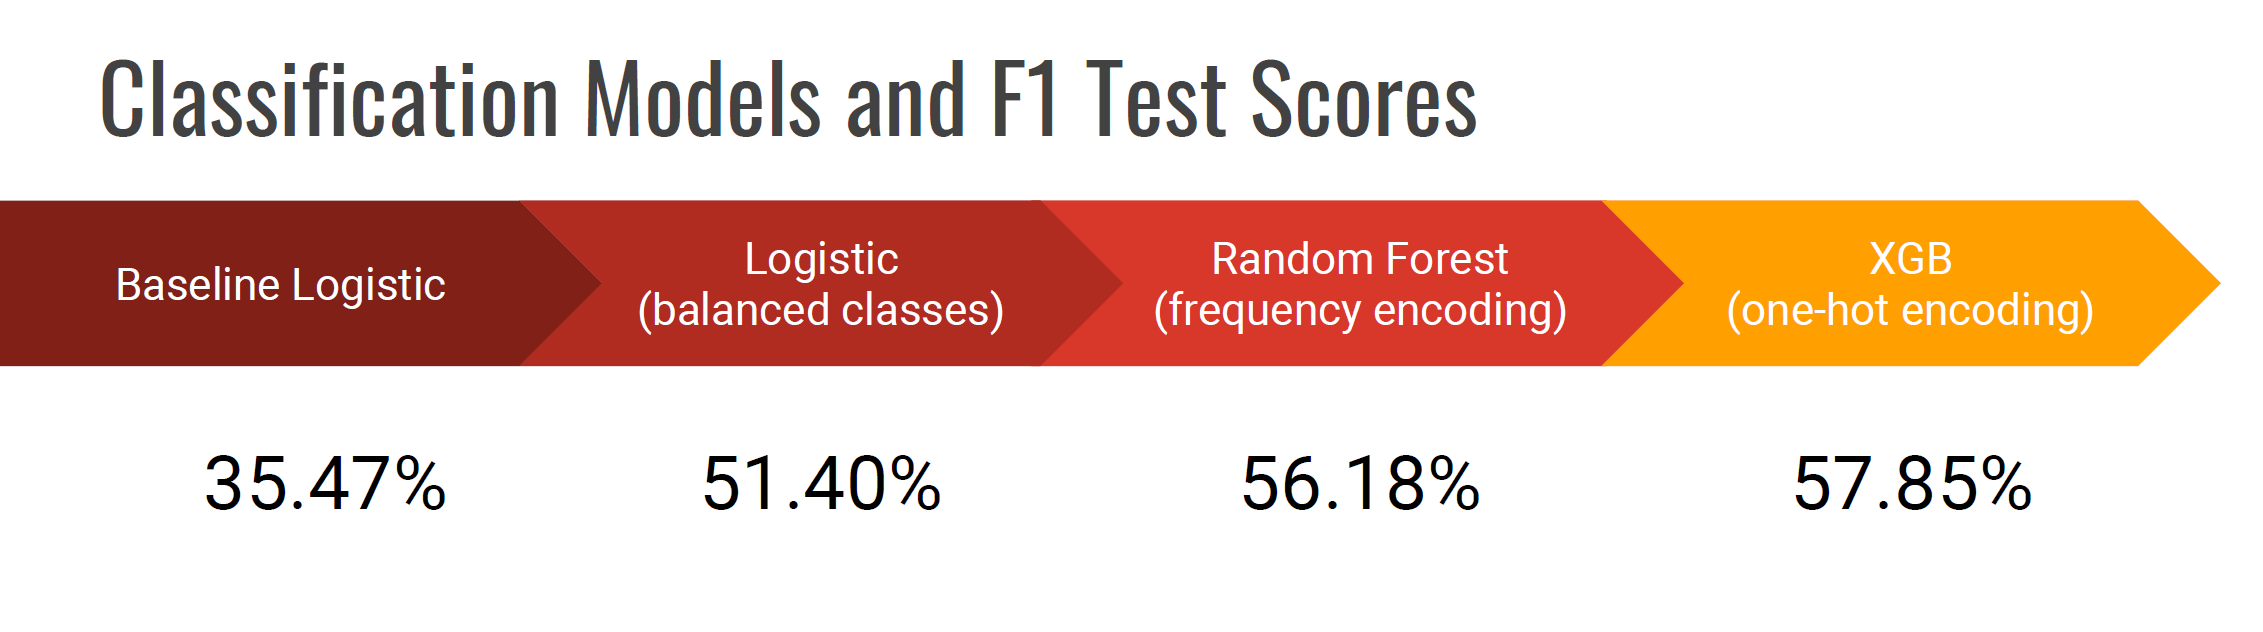 Classification Models and F1 Test Scores
Baseline Logistic
Logistic
(balanced classes)
Random Forest
(frequency encoding)
XGB
(one-hot encoding)
35.47%
51.40%
56.18%
57.85%